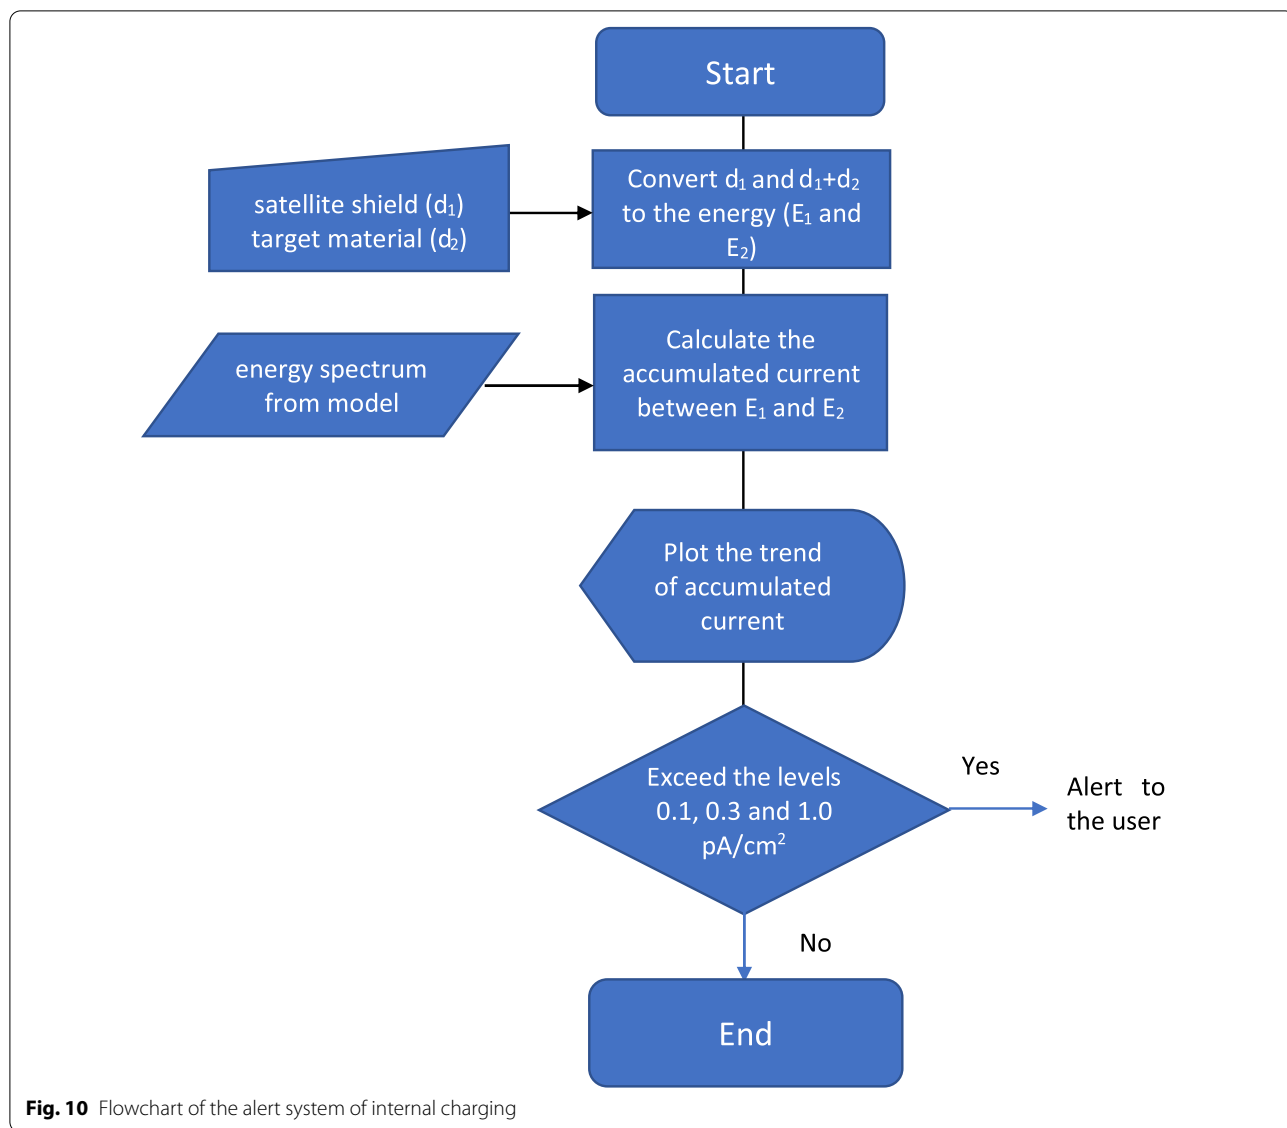 Start
satellite shield (d₁)
target material (d₂)
Convert d₁ and d₁+d₂
to the energy (E₁ and
E₂)
energy spectrum
from model
Calculate the
accumulated current
between E₁ and E₂
Plot the trend
of accumulated
current
Exceed the levels
0.1, 0.3 and 1.0
pA/cm²
Yes
Alert to
the user
No
End
Fig. 10 Flowchart of the alert system of internal charging